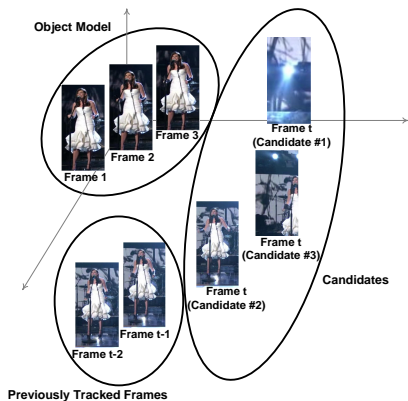 Object Model
Frame 1
Frame 2
Frame 3
Frame t
(Candidate #1)
Frame t
(Candidate #3)
Frame t
(Candidate #2)
Candidates
Frame t-2
Frame t-1
Previously Tracked Frames